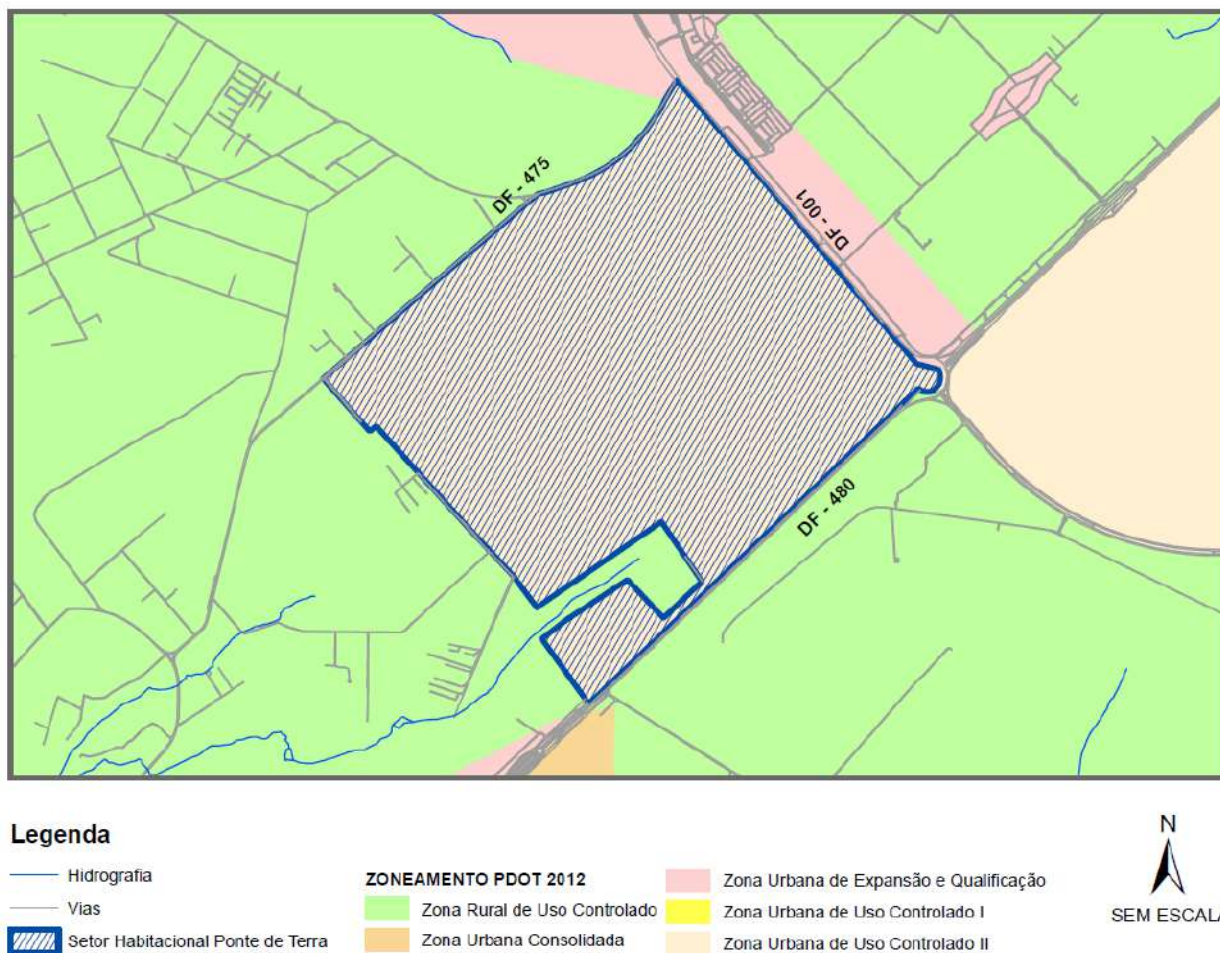 DF - 475
DF - 001
DF - 480
Legenda
Hidrografia
Vias
Setor Habitacional Ponte de Terra
ZONEAMENTO PDOT 2012
Zona Rural de Uso Controlado
Zona Urbana Consolidada
Zona Urbana de Expansão e Qualificação
Zona Urbana de Uso Controlado I
Zona Urbana de Uso Controlado II
N
SEM ESCALA